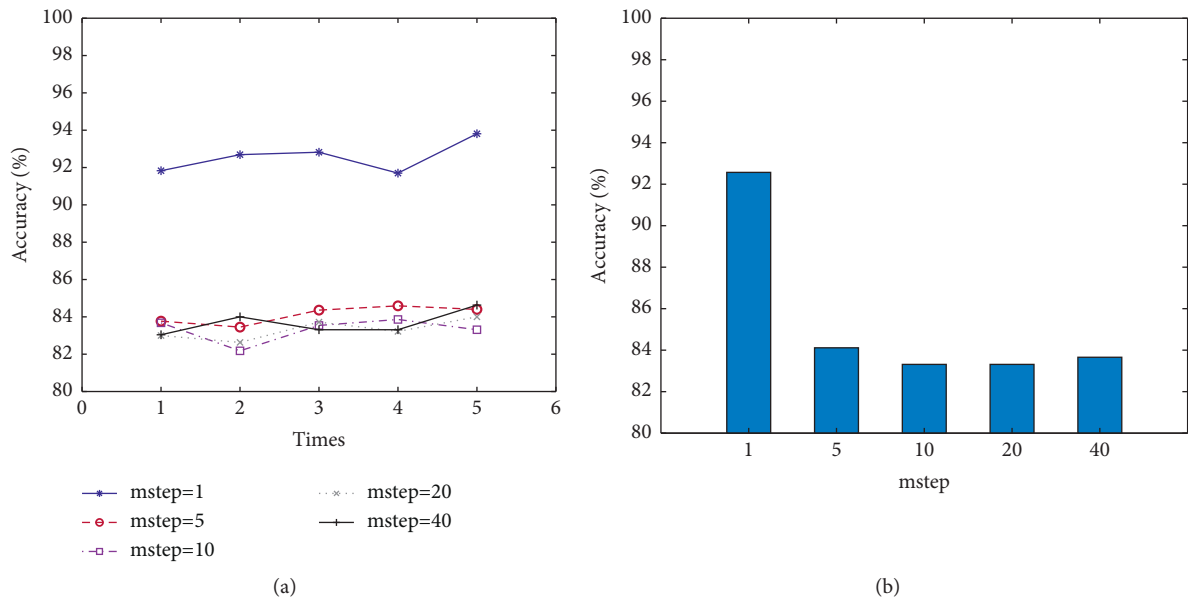 100
98
96
94
92
90
88
86
84
82
80
Accuracy (%)
0 1 2 3 4 5 6
Times
mstep=1
mstep=5
mstep=10
mstep=20
mstep=40
(a)
100
98
96
94
92
90
88
86
84
82
80
Accuracy (%)
1 5 10 20 40
mstep
(b)